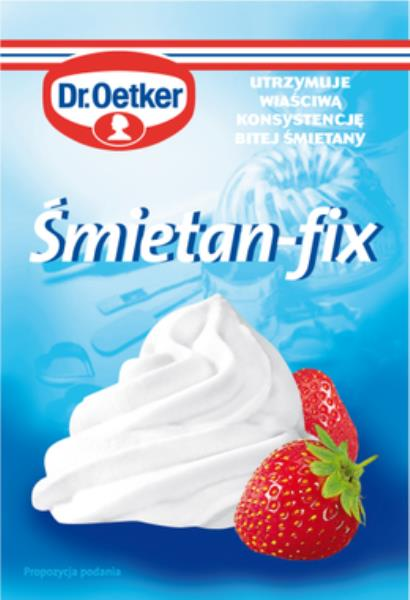 Dr.Oetker
UTRZYMUJE
WŁAŚCIWĄ
KONSYSTENCJĘ
BITEJ ŚMIETANY
Śmietan-fix
Propozycja podania